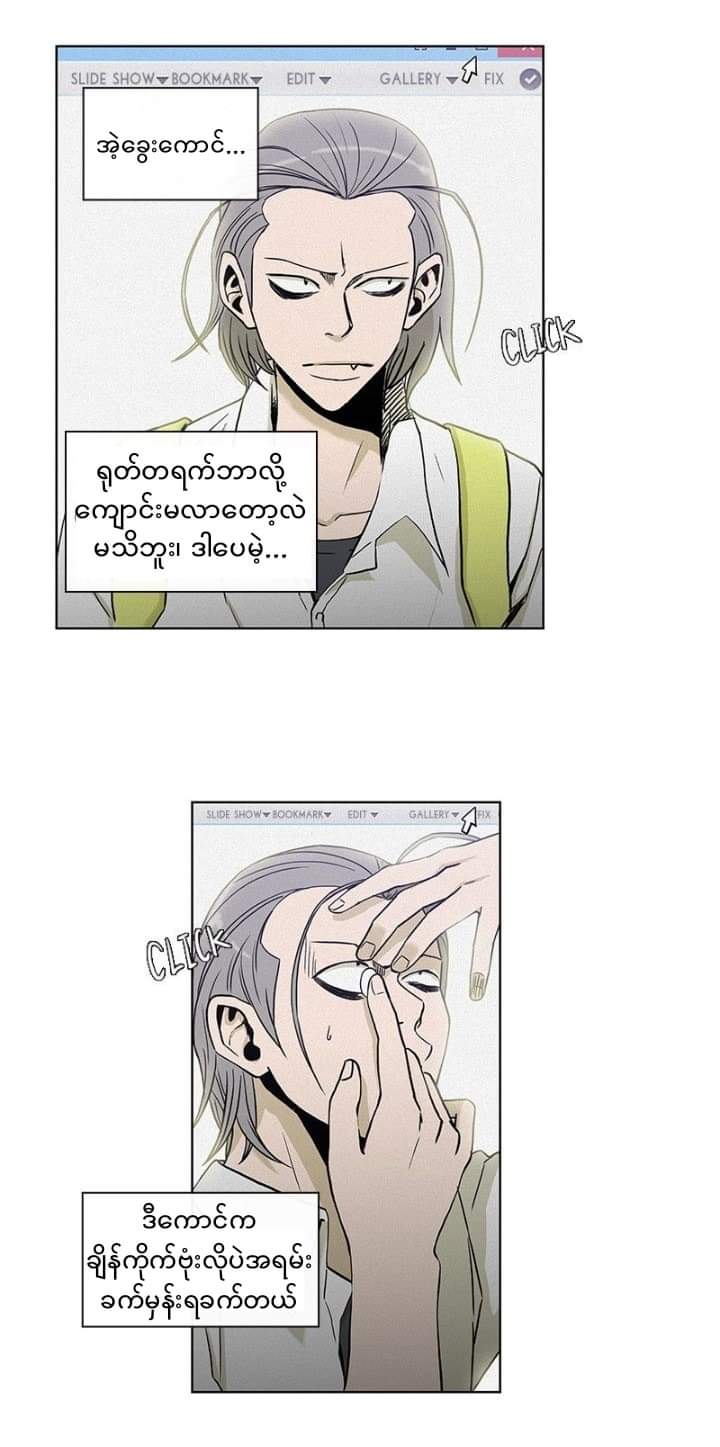 SLIDE SHOW BOOKMARK EDIT GALLERY FIX
အဲ့ခွေးကောင်...
CLICK
ရုတ်တရက်ဘာလို့
ကျောင်းမလာတော့လဲ
မသိဘူး၊ ဒါပေမဲ့...
SLIDE SHOW BOOKMARK EDIT GALLERY FIX
CLICK
ဒီကောင်က
ချိန်ကိုက်ဗုံးလိုပဲအရမ်း
ခက်မှန်းရခက်တယ်